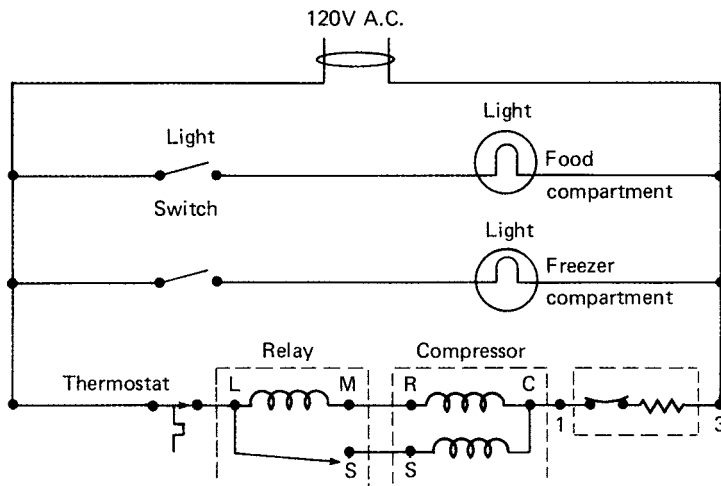 120V A.C.
Light
Light
Food
compartment
Switch
Light
Freezer
compartment
Relay
Compressor
Thermostat
L
M
R
C
1
3
S
S